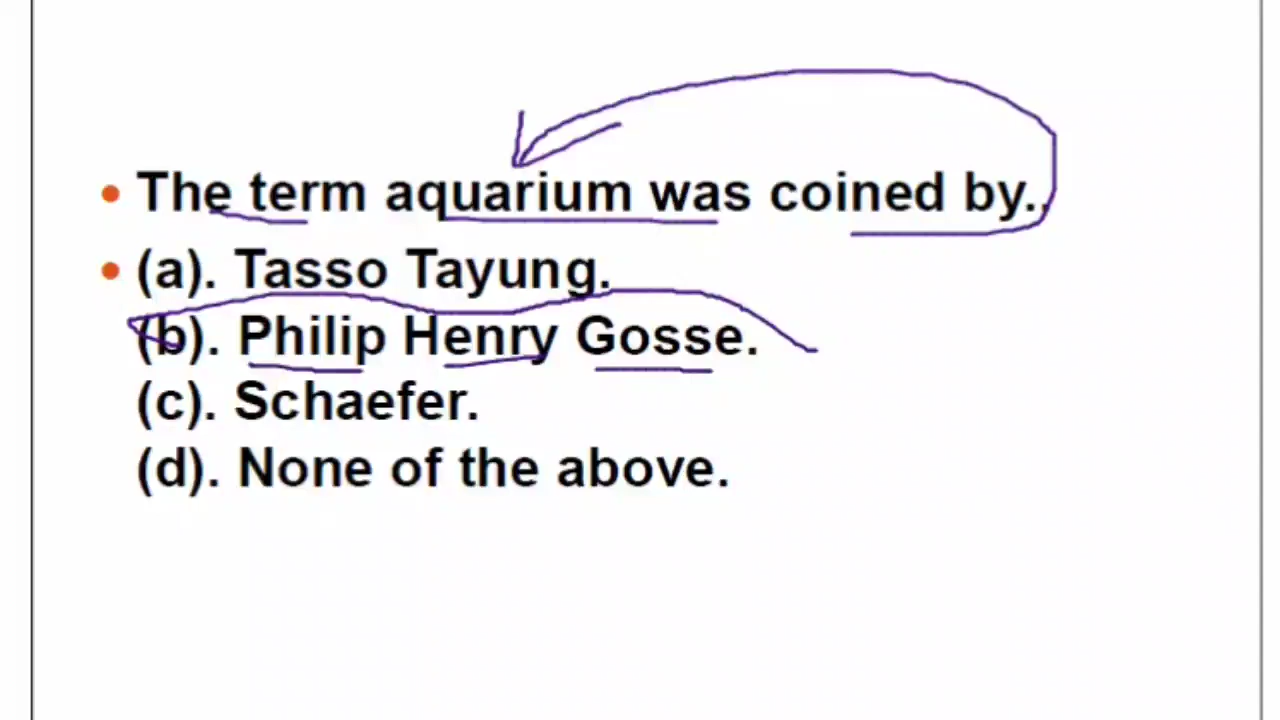 • The term aquarium was coined by..
• (a). Tasso Tayung.
(b). Philip Henry Gosse.
(c). Schaefer.
(d). None of the above.